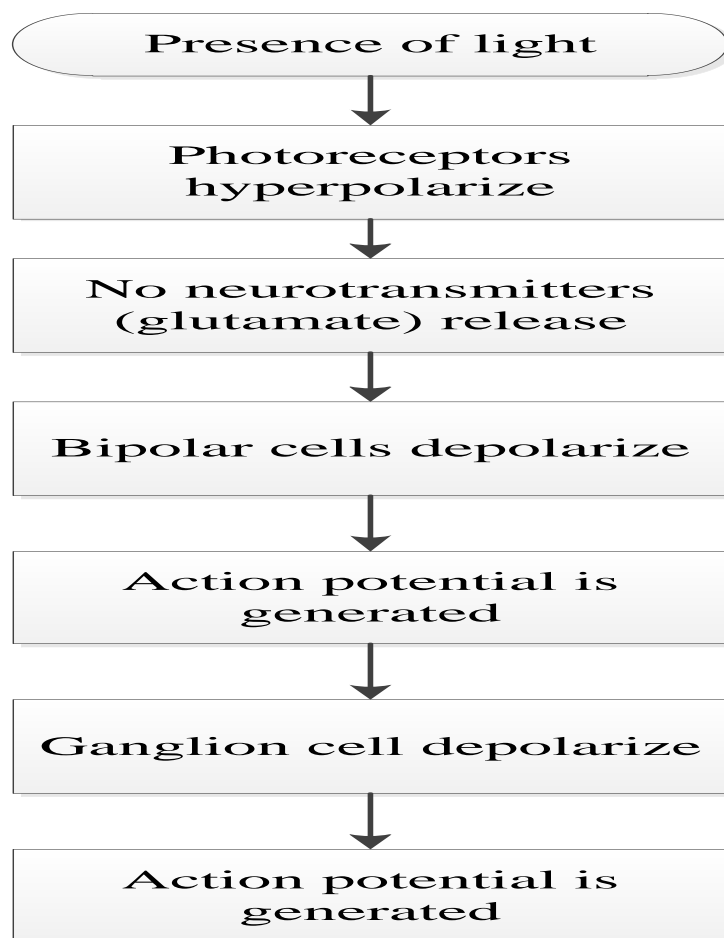 Presence of light
Photoreceptors
hyperpolarize
No neurotransmitters
(glutamate) release
Bipolar cells depolarize
Action potential is
generated
Ganglion cell depolarize
Action potential is
generated